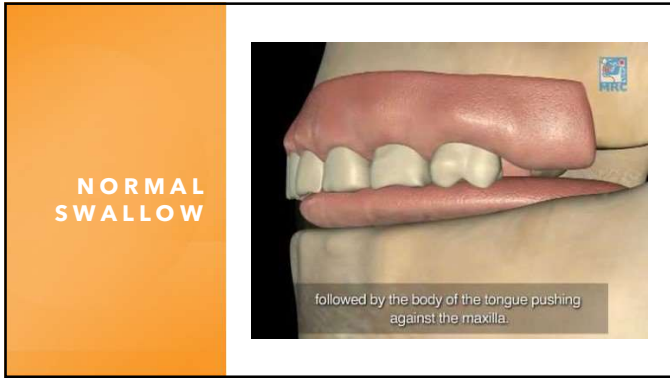 NORMAL
SWALLOW
MRC
followed by the body of the tongue pushing
against the maxilla.